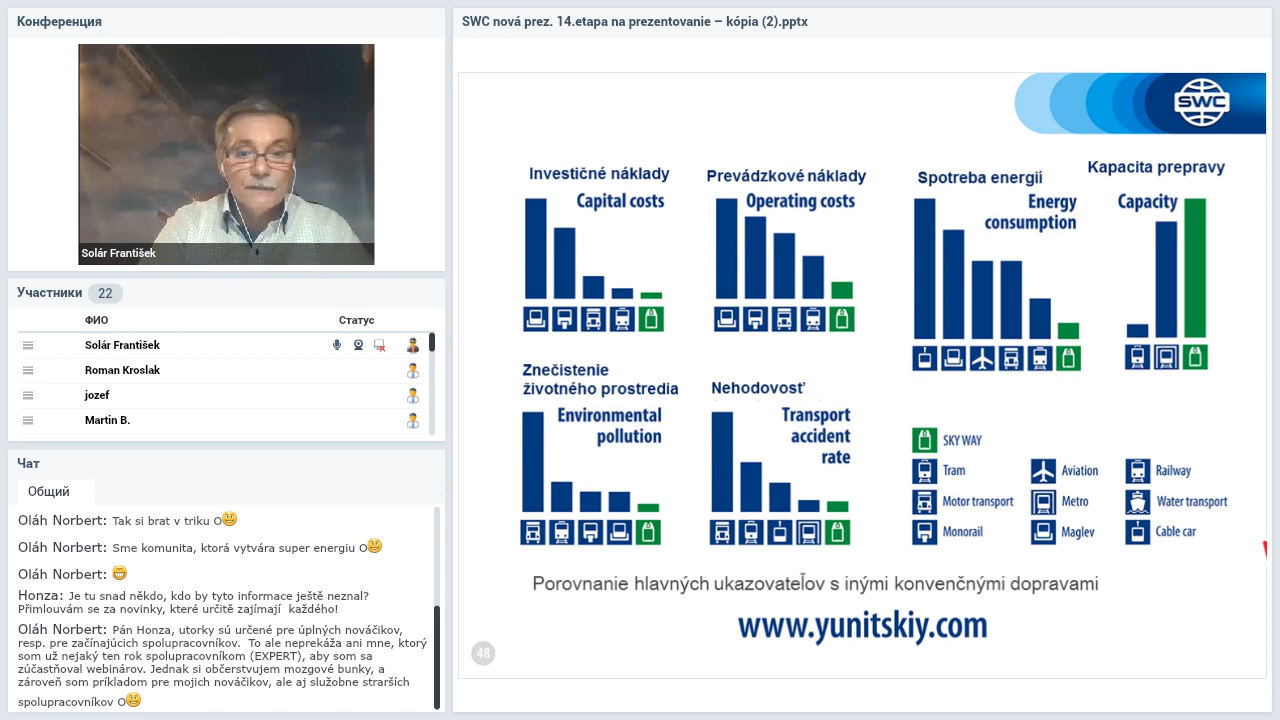 Конференция
Solár František
Участники 22
ФИО
Статус
Solár František
Roman Kroslak
jozef
Martin B.
Чат
Общий
Oláh Norbert: Tak si brat v triku O
Oláh Norbert: Sme komunita, ktorá vytvára super energiu O
Oláh Norbert:
Honza: Je tu snad někdo, kdo by tyto informace ještě neznal?
Přimlouvám se za novinky, které určitě zajímají každého!
Oláh Norbert: Pán Honza, utorky sú určené pre úplných nováčikov,
resp. pre začínajúcich spolupracovníkov. To ale neprekáža ani mne, ktorý
som už nejaký ten rok spolupracovníkom (EXPERT), aby som sa
zúčastňoval webinárov. Jednak si občerstvujem mozgové bunky, a
zároveň som príkladom pre mojich nováčikov, ale aj služobne starších
spolupracovníkov O
SWC nová prez. 14.etapa na prezentovanie – kópia (2).pptx
SWC
Investičné náklady
Capital costs
Prevádzkové náklady
Operating costs
Spotreba energií
Energy
consumption
Kapacita prepravy
Capacity
Znečistenie
životného prostredia
Environmental
pollution
Nehodovosť
Transport
accident
rate
SKY WAY
Tram
Aviation
Railway
Motor transport
Metro
Water transport
Monorail
Maglev
Cable car
Porovnanie hlavných ukazovateľov s inými konvenčnými dopravami
www.yunitskiy.com
48